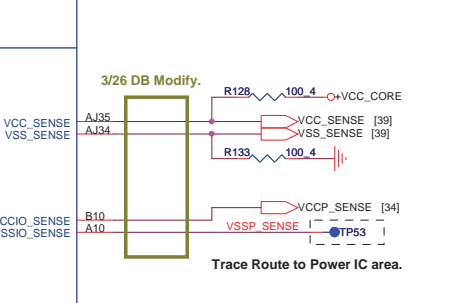 3/26 DB Modify.
R128 100_4
+VCC_CORE
VCC_SENSE AJ35 VCC_SENSE [39]
VSS_SENSE AJ34 VSS_SENSE [39]
R133 100_4
VCCP_SENSE [34]
CCIO_SENSE B10
SSIO_SENSE A10 VSSP_SENSE TP53
Trace Route to Power IC area.